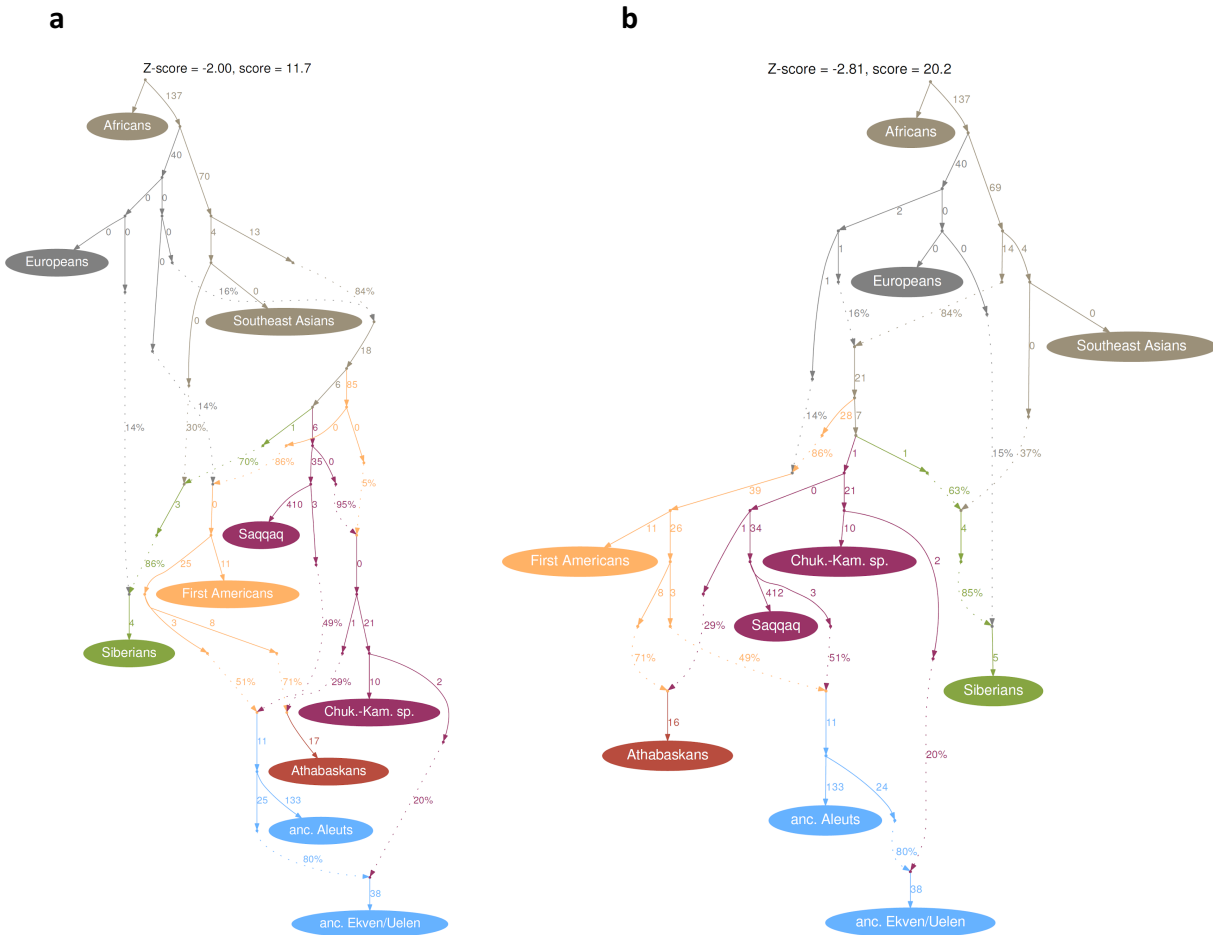 a
b
Z-score = -2.00, score = 11.7
Z-score = -2.81, score = 20.2
137
Africans
40
70
0 0
0 0 0 4 13
Europeans
0
16% 0 84%
Southeast Asians
0
18
6 85
14%
14% 30%
1 6 0 0
70% 86% 35 0 5%
3 0 410 3 95%
Saqqaq
86% 25 11 0
First Americans
4 3 8 49% 1 21
Siberians
51% 71% 29% 10 2
Chuk.-Kam. sp.
11 17
Athabaskans
25 133 20%
anc. Aleuts
80%
38
anc. Ekven/Uelen
137
Africans
40
69
2 0
1 0 0 14 4
1
Europeans
16% 84% 0
Southeast Asians
0
21
14% 28 7
86% 1 1 15% 37%
39 0 21 63%
11 26 1 34 10 4
First Americans
Chuk.-Kam. sp.
2
8 3 412 3 85%
29%
Saqqaq
71% 49% 51% 5
Siberians
16 11
Athabaskans
20%
133 24
anc. Aleuts
80%
38
anc. Ekven/Uelen